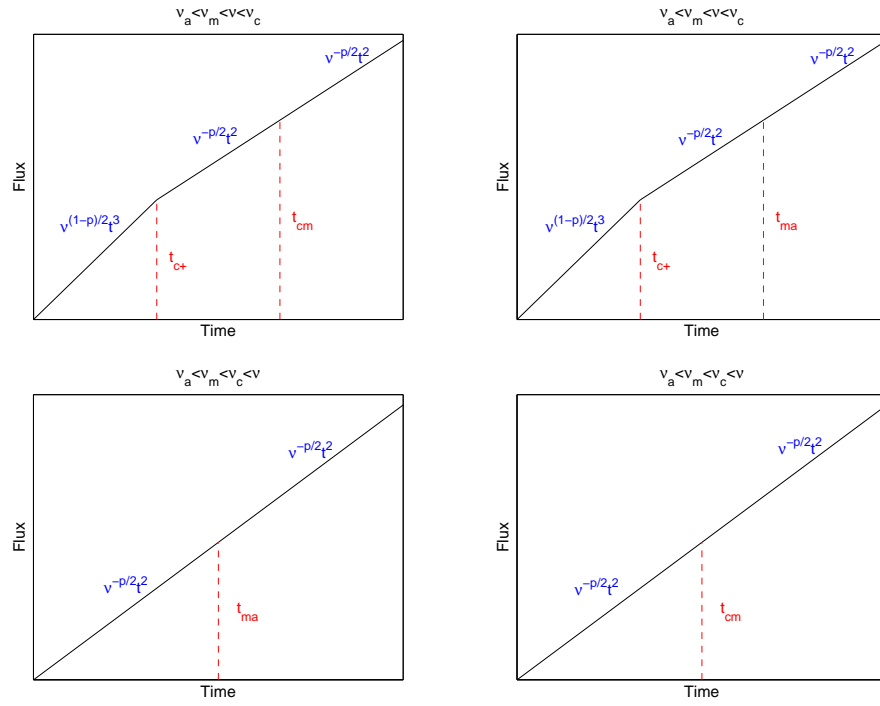 ν_a<ν_m<ν<ν_c
ν^{-p/2}t^2
ν^{-p/2}t^2
ν^{(1-p)/2}t^3
t_{cm}
t_{c+}
Flux
Time
ν_a<ν_m<ν<ν_c
ν^{-p/2}t^2
ν^{-p/2}t^2
ν^{(1-p)/2}t^3
t_{ma}
t_{c+}
Flux
Time
ν_a<ν_m<ν_c<ν
ν^{-p/2}t^2
ν^{-p/2}t^2
t_{ma}
Flux
Time
ν_a<ν_m<ν_c<ν
ν^{-p/2}t^2
ν^{-p/2}t^2
t_{cm}
Flux
Time